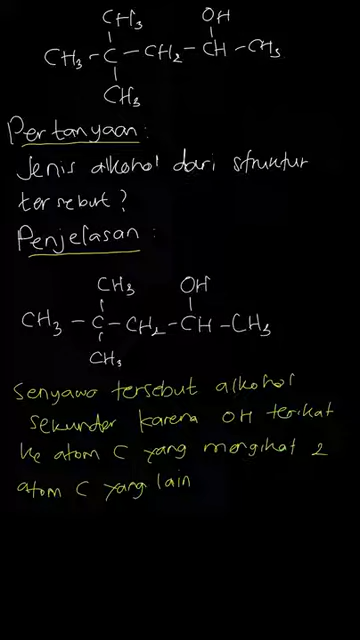 CH3 OH
CH3 - C - CH2 - CH - CH3
CH3
Pertanyaan :
Jenis alkohol dari struktur
tersebut?
Penjelasan :
CH3 OH
CH3 - C - CH2 - CH - CH3
CH3
Senyawa tersebut alkohol
sekunder karena OH terikat
ke atom C yang mengikat 2
atom C yang lain